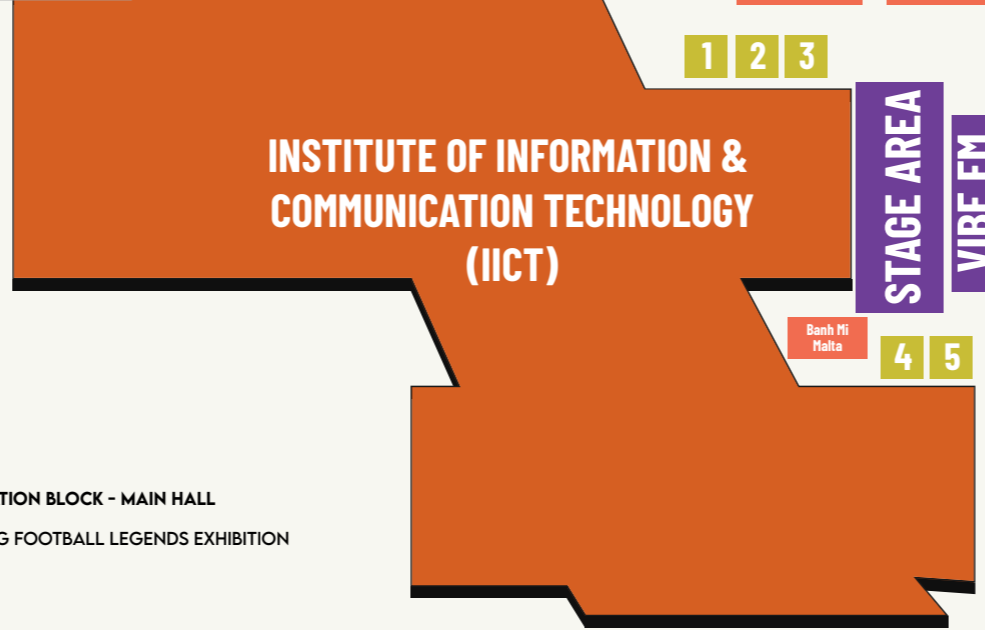 1 2 3
INSTITUTE OF INFORMATION &
COMMUNICATION TECHNOLOGY
(IICT)
STAGE AREA
VIBE FM
Banh Mi
Malta
4 5
TION BLOCK - MAIN HALL
G FOOTBALL LEGENDS EXHIBITION